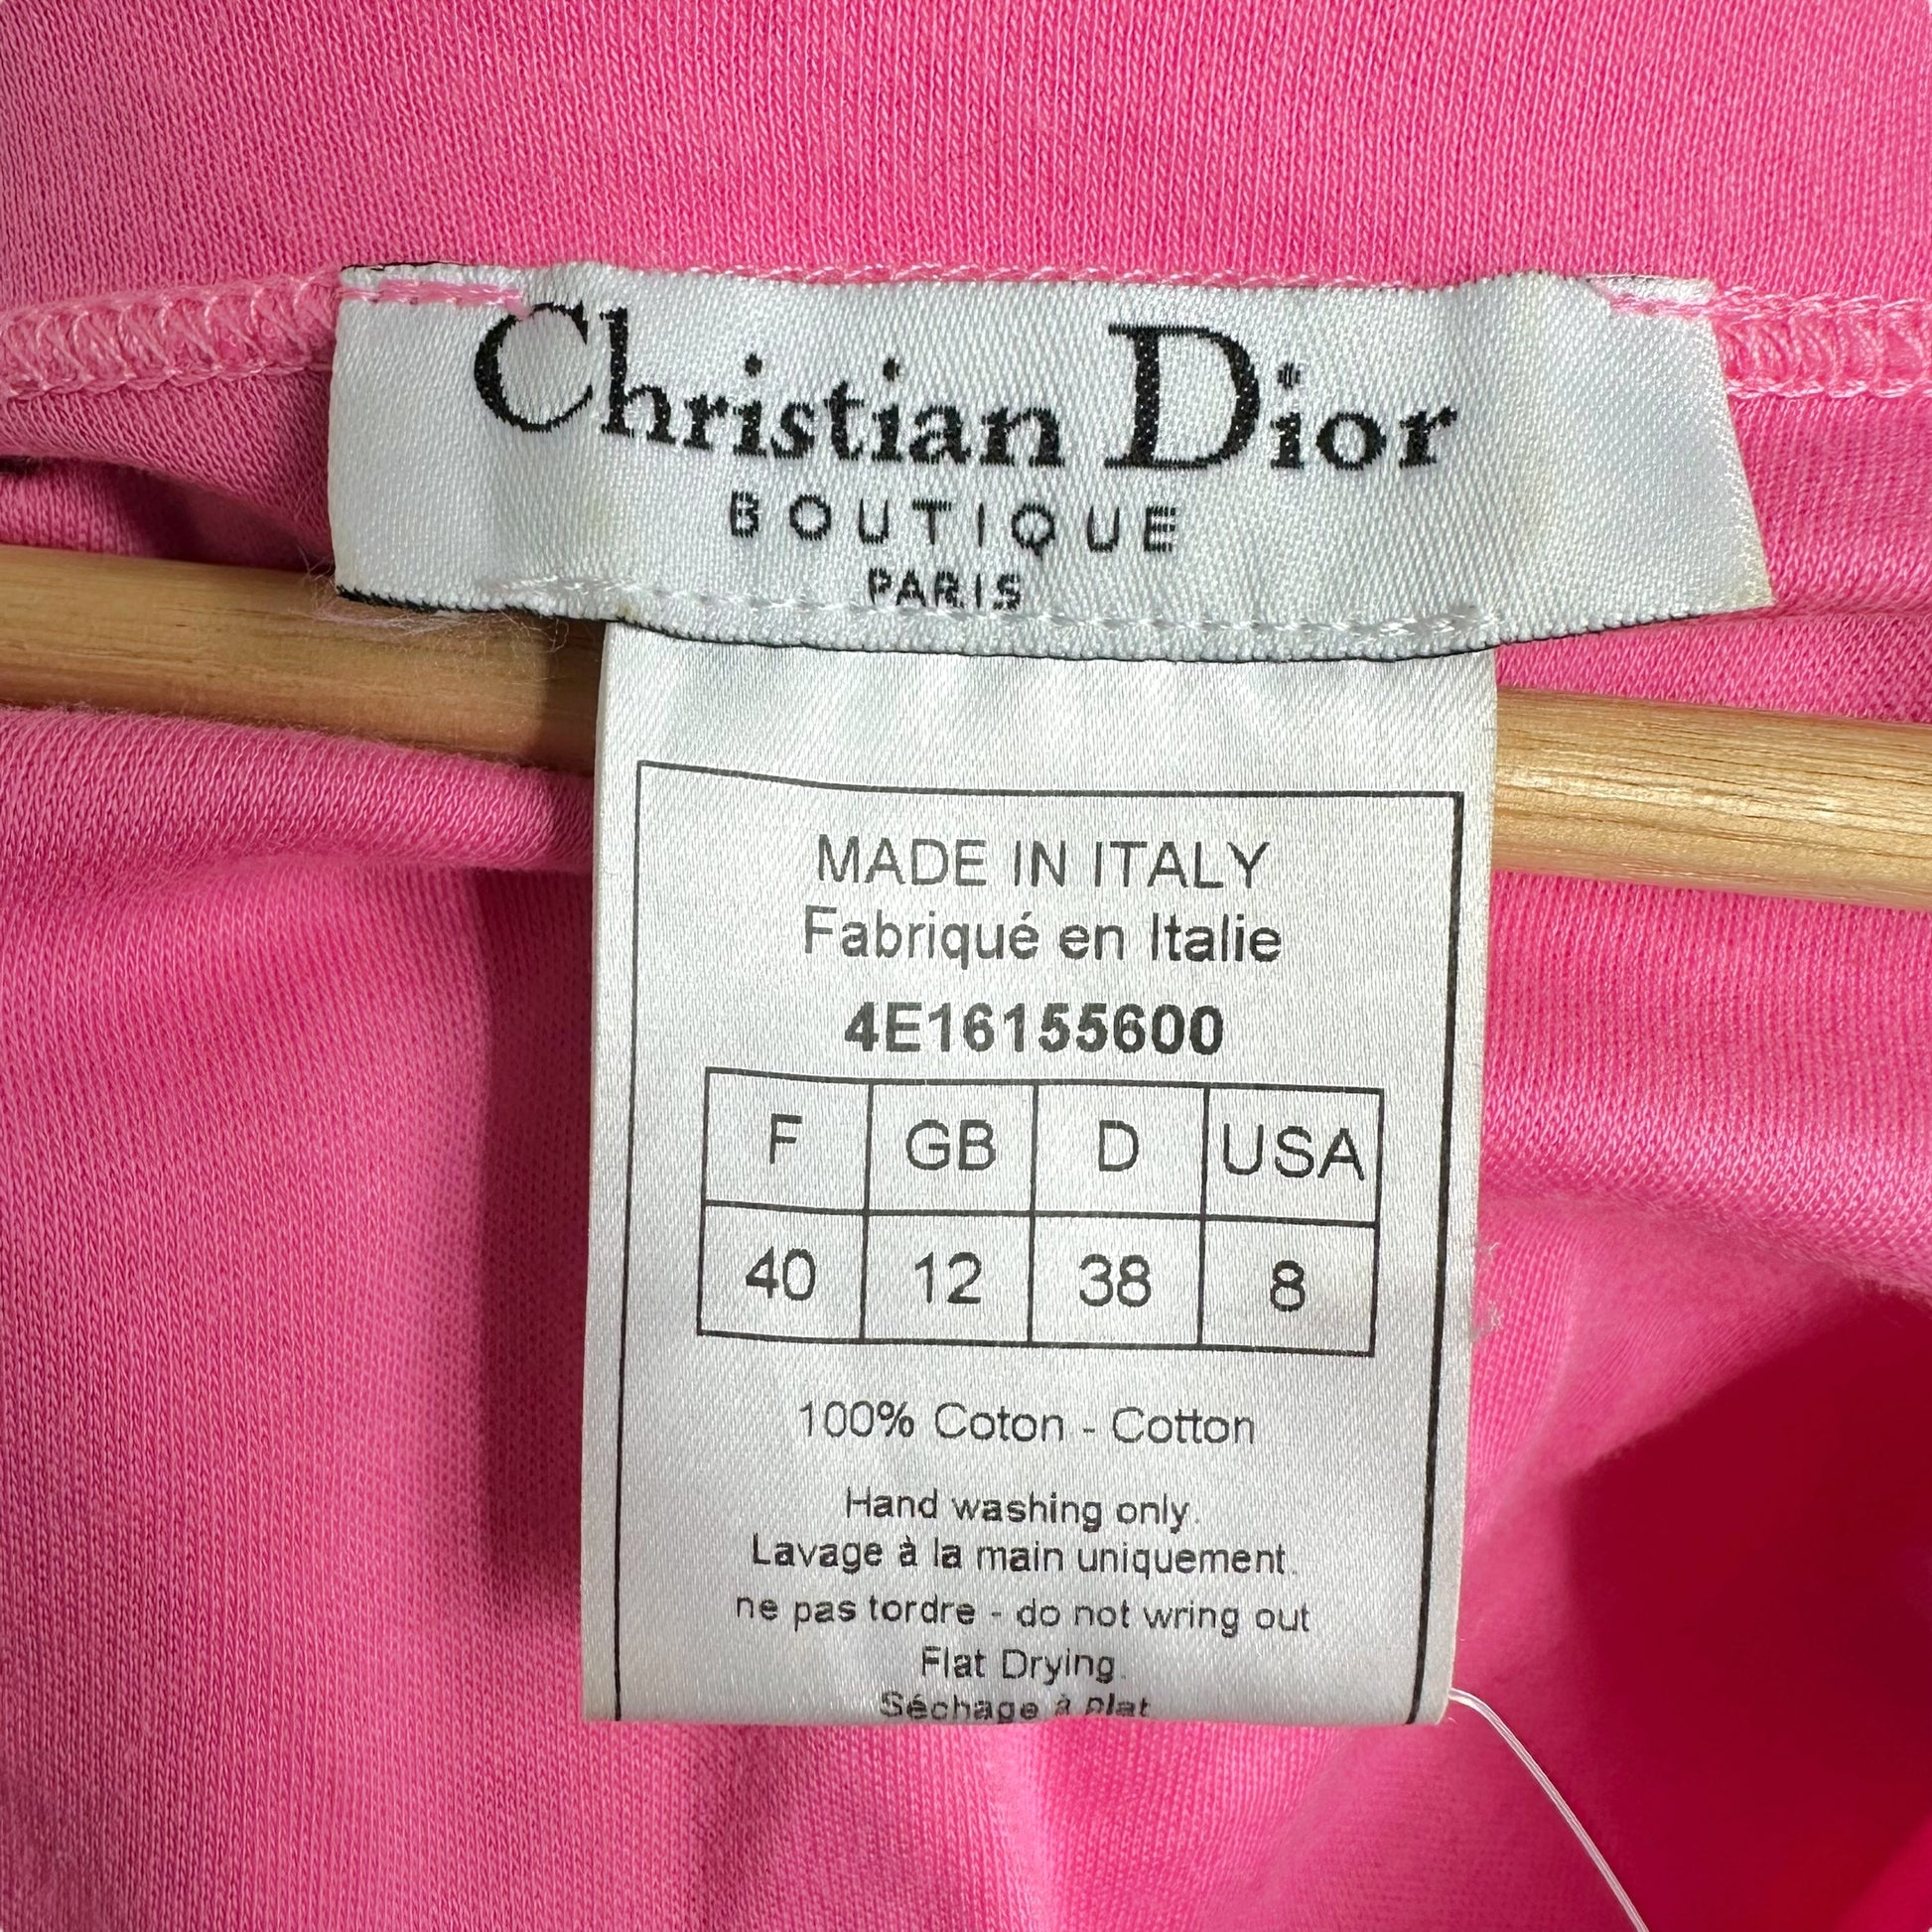 Christian Dior
BOUTIQUE
PARIS
MADE IN ITALY
Fabriqué en Italie
4E16155600
F GB D USA
40 12 38 8
100% Coton - Cotton
Hand washing only.
Lavage à la main uniquement.
ne pas tordre - do not wring out
Flat Drying.
Séchage à plat